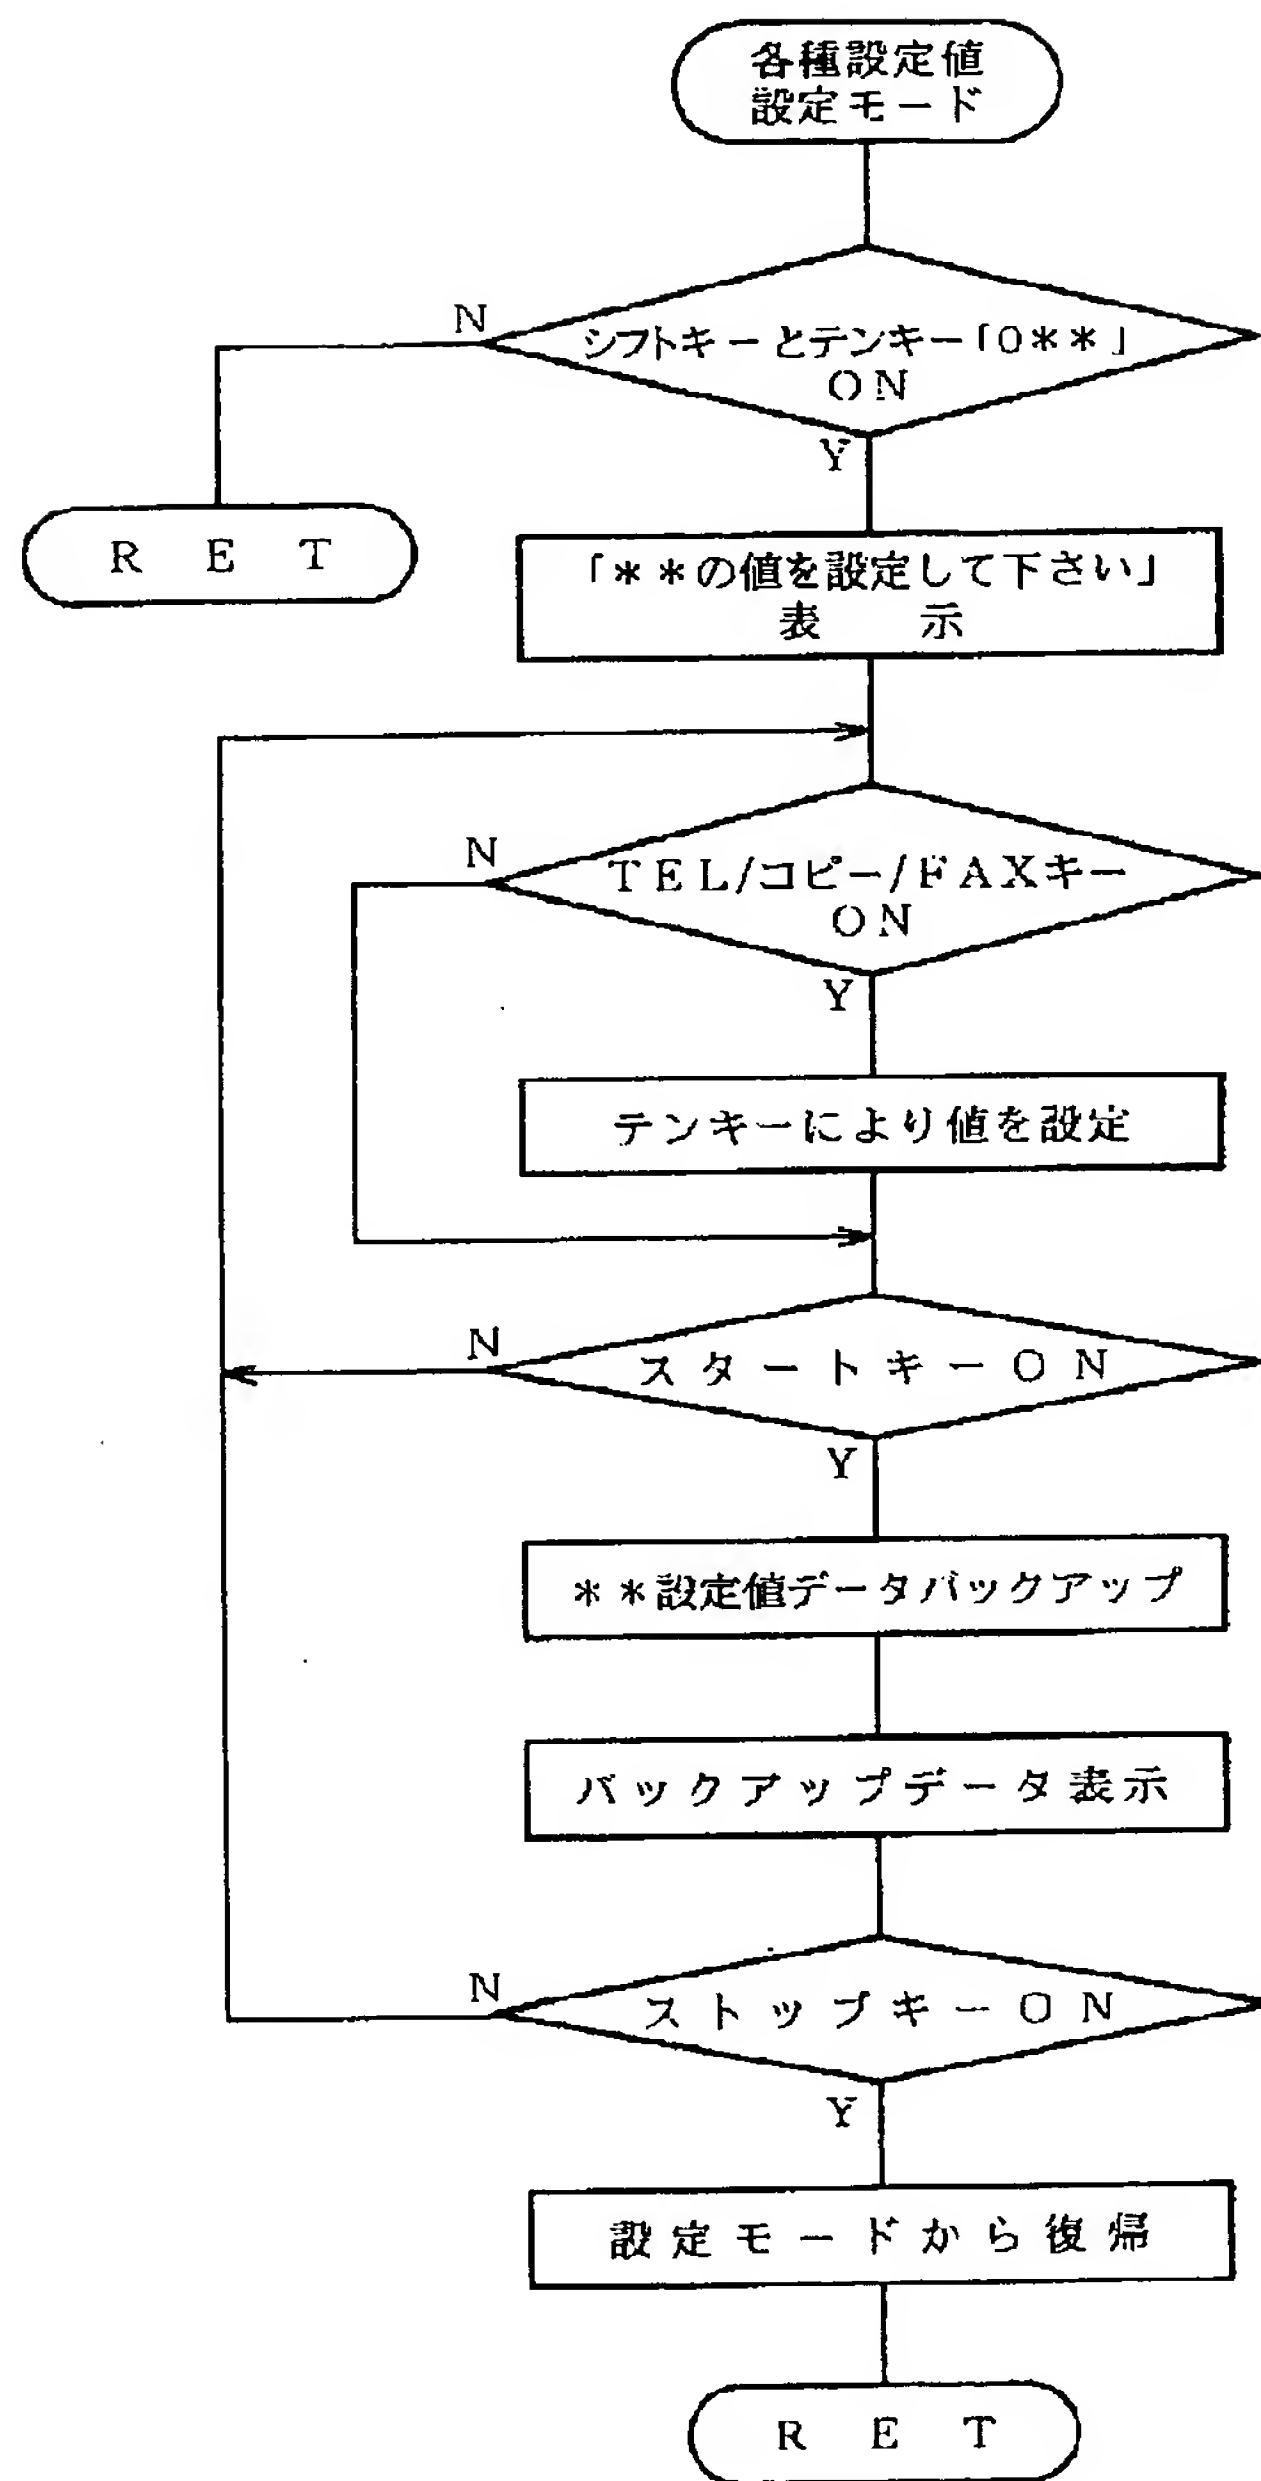 各種設定値
設定モード
N
シフトキーとテンキー「0**」
ON
Y
RET
「**の値を設定して下さい」
表示
N
TEL/コピー/FAXキー
ON
Y
テンキーにより値を設定
N
スタートキーON
Y
**設定値データバックアップ
バックアップデータ表示
N
ストップキーON
Y
設定モードから復帰
RET